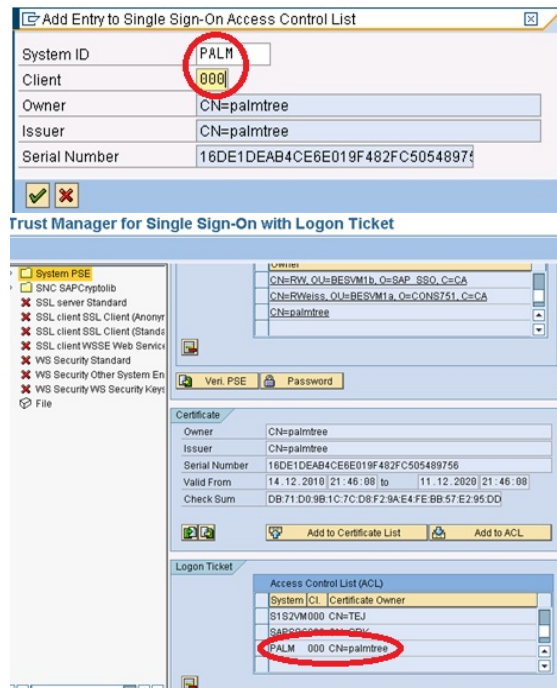 Add Entry to Single Sign-On Access Control List
System ID PALM
Client 000
Owner CN=palmtree
Issuer CN=palmtree
Serial Number 16DE1DEAB4CE6E019F482FC50548975
Trust Manager for Single Sign-On with Logon Ticket
System PSE
SNC SAPCryptolib
SSL server Standard
SSL client SSL Client (Anonym
SSL client SSL Client (Standa
SSL client WSSE Web Service
WS Security Standard
WS Security Other System En
WS Security WS Security Keys
File
Owner
CN=RW, OU=BESVM1b, O=SAP_SSO, C=CA
CN=RWeiss, OU=BESVM1a, O=CONS751, C=CA
CN=palmtree
Veri. PSE Password
Certificate
Owner CN=palmtree
Issuer CN=palmtree
Serial Number 16DE1DEAB4CE6E019F482FC505489756
Valid From 14.12.2010 21:46:08 to 11.12.2020 21:46:08
Check Sum DB:71:D0:9B:1C:7C:D8:F2:9A:E4:FE:BB:57:E2:95:DD
Add to Certificate List Add to ACL
Logon Ticket
Access Control List (ACL)
System Cl. Certificate Owner
S1S2VM 000 CN=TEJ
PALM 000 CN=palmtree